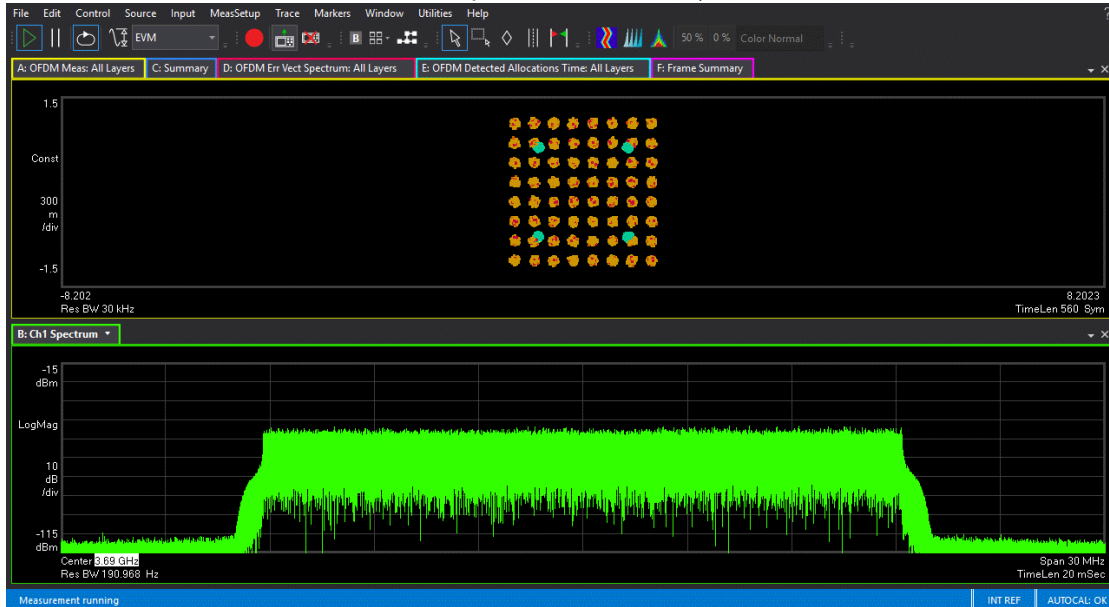 File Edit Control Source Input MeasSetup Trace Markers Window Utilities Help
EVM 50 % 0 % Color Normal
A: OFDM Meas: All Layers C: Summary D: OFDM Err Vect Spectrum: All Layers E: OFDM Detected Allocations Time: All Layers F: Frame Summary
1.5
Const
300
m
/div
-1.5
-8.202 8.2023
Res BW 30 kHz TimeLen 560 Sym
B: Ch1 Spectrum
-15
dBm
LogMag
10
dB
/div
-115
dBm
Center 3.69 GHz Span 30 MHz
Res BW 190.968 Hz TimeLen 20 mSec
Measurement running INT REF AUTOCAL: OK